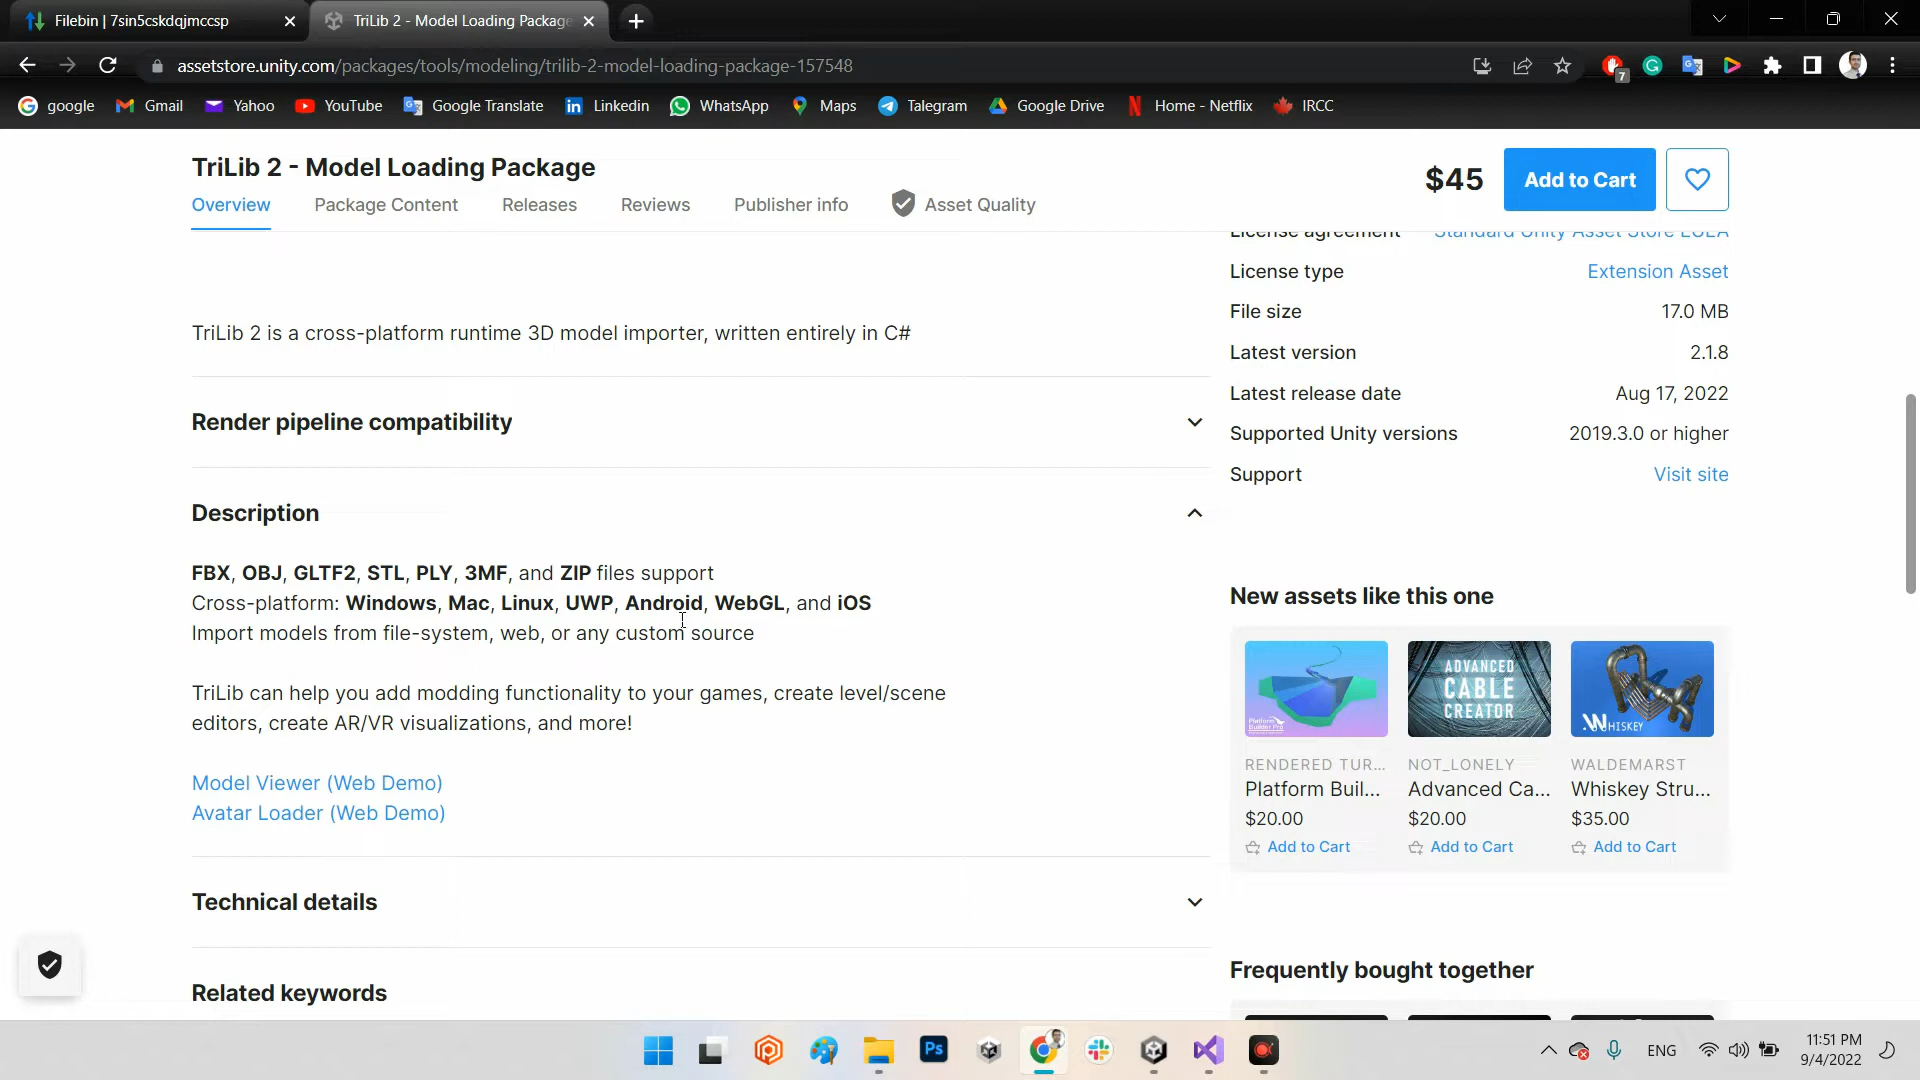 Filebin | 7sin5cskdqjmccsp
TriLib 2 - Model Loading Package
assetstore.unity.com/packages/tools/modeling/trilib-2-model-loading-package-157548
7
google
Gmail
Yahoo
YouTube
Google Translate
Linkedin
WhatsApp
Maps
Talegram
Google Drive
Home - Netflix
IRCC
TriLib 2 - Model Loading Package
$45
Add to Cart
Overview
Package Content
Releases
Reviews
Publisher info
Asset Quality
License agreement Standard Unity Asset Store EULA
License type Extension Asset
File size 17.0 MB
Latest version 2.1.8
Latest release date Aug 17, 2022
Supported Unity versions 2019.3.0 or higher
Support Visit site
TriLib 2 is a cross-platform runtime 3D model importer, written entirely in C#
Render pipeline compatibility
Description
FBX, OBJ, GLTF2, STL, PLY, 3MF, and ZIP files support
Cross-platform: Windows, Mac, Linux, UWP, Android, WebGL, and iOS
Import models from file-system, web, or any custom source
TriLib can help you add modding functionality to your games, create level/scene
editors, create AR/VR visualizations, and more!
Model Viewer (Web Demo)
Avatar Loader (Web Demo)
Technical details
Related keywords
New assets like this one
ADVANCED
CABLE
CREATOR
WHISKEY
RENDERED TUR...
Platform Buil...
$20.00
Add to Cart
NOT_LONELY
Advanced Ca...
$20.00
Add to Cart
WALDEMARST
Whiskey Stru...
$35.00
Add to Cart
Frequently bought together
Ps
ENG
11:51 PM
9/4/2022